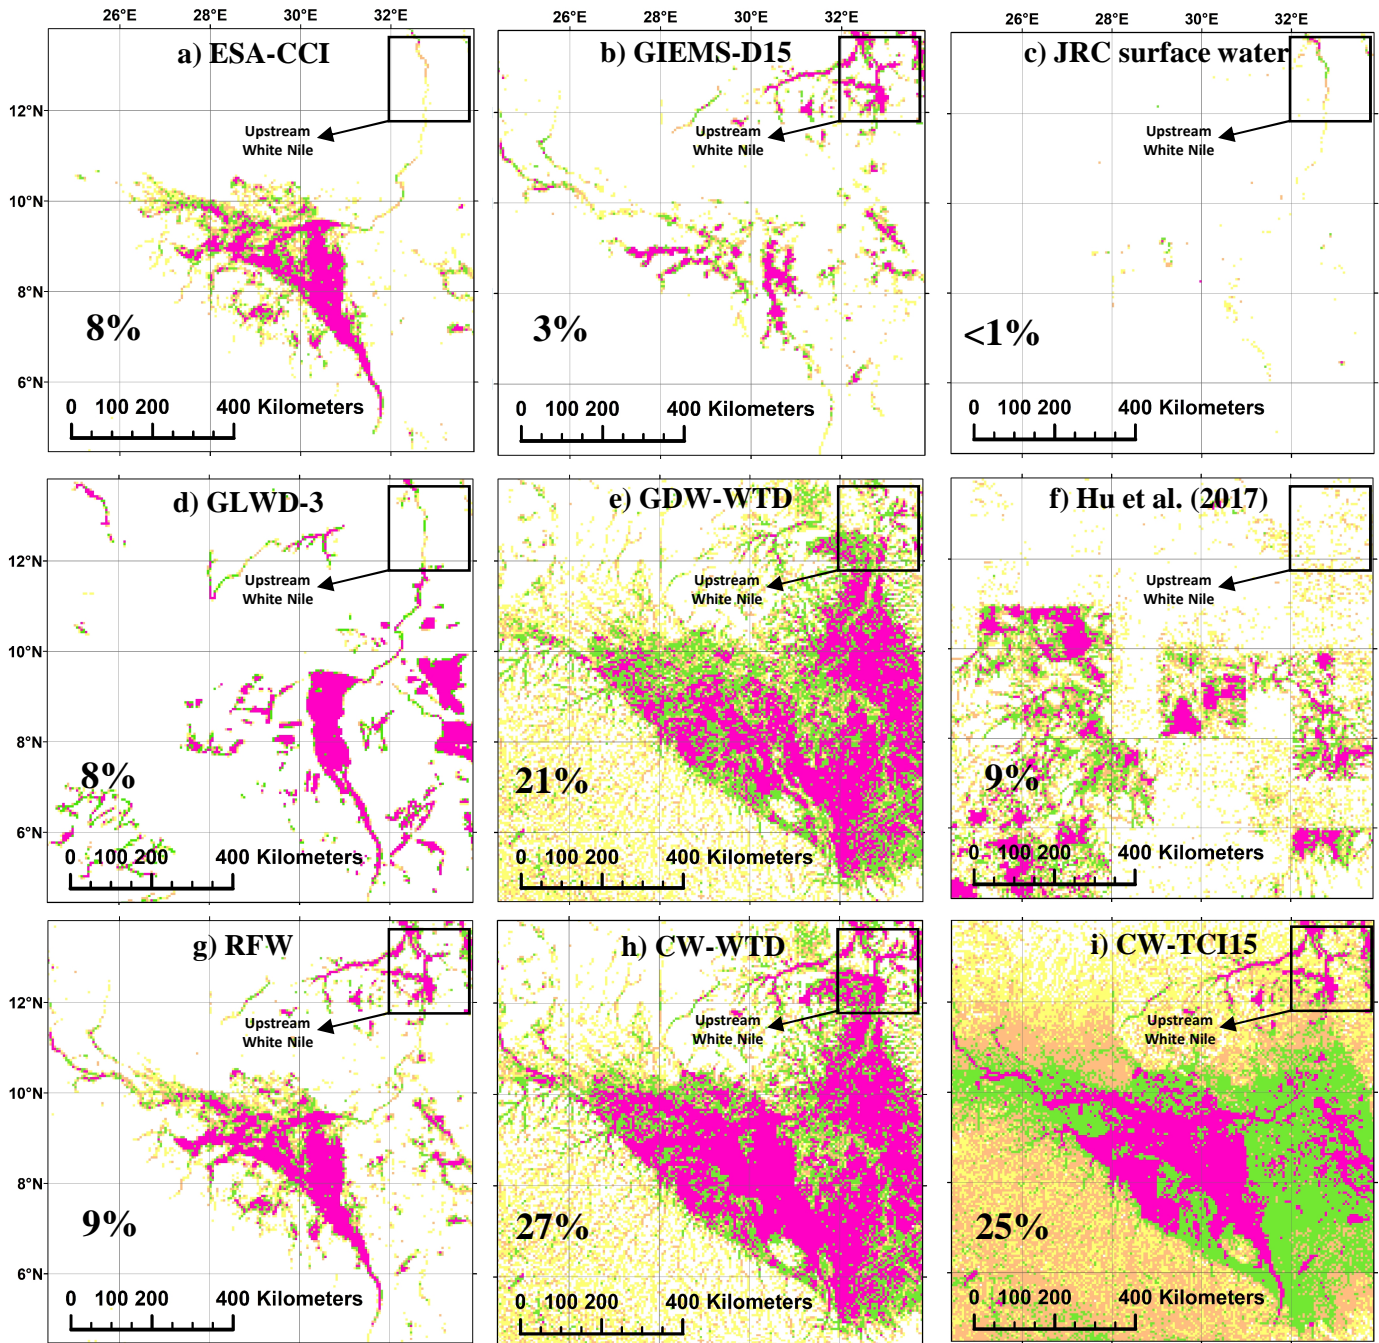 26°E 28°E 30°E 32°E
26°E 28°E 30°E 32°E
26°E 28°E 30°E 32°E
12°N
10°N
8°N
6°N
a) ESA-CCI
Upstream
White Nile
8%
0 100 200 400 Kilometers
b) GIEMS-D15
Upstream
White Nile
3%
0 100 200 400 Kilometers
c) JRC surface water
Upstream
White Nile
<1%
0 100 200 400 Kilometers
12°N
10°N
8°N
6°N
d) GLWD-3
Upstream
White Nile
8%
0 100 200 400 Kilometers
e) GDW-WTD
Upstream
White Nile
21%
0 100 200 400 Kilometers
f) Hu et al. (2017)
Upstream
White Nile
9%
0 100 200 400 Kilometers
12°N
10°N
8°N
6°N
g) RFW
Upstream
White Nile
9%
0 100 200 400 Kilometers
h) CW-WTD
Upstream
White Nile
27%
0 100 200 400 Kilometers
i) CW-TCI15
Upstream
White Nile
25%
0 100 200 400 Kilometers